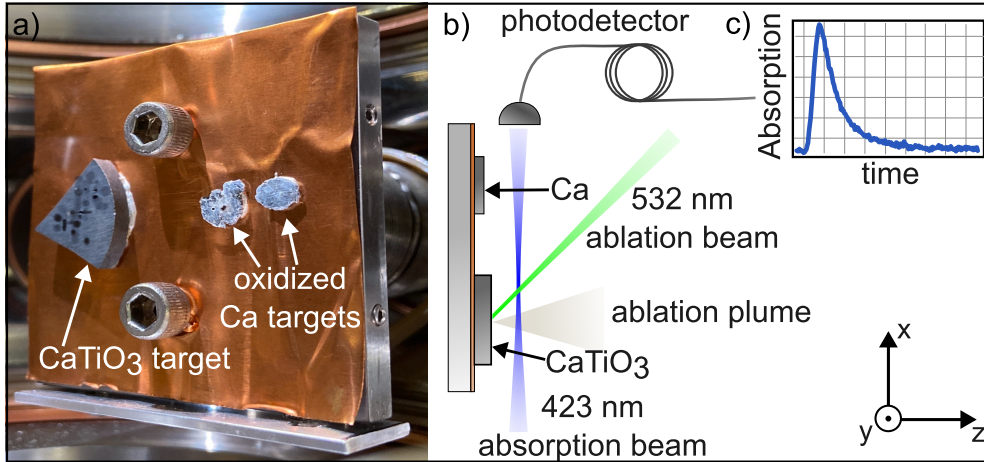 a)
oxidized
Ca targets
CaTiO3 target
b)
photodetector
Ca
532 nm
ablation beam
ablation plume
CaTiO3
423 nm
absorption beam
c)
Absorption
time
x
y
z